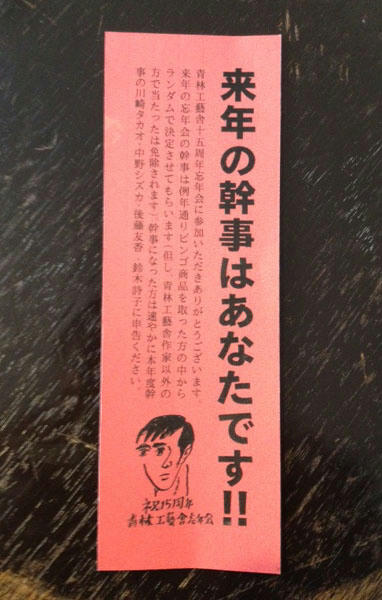 来年の幹事はあなたです!!
青林工藝舎十五周年忘年会に参加いただきありがとうございます。
来年の忘年会の幹事は例年通りビンゴ商品を取った方の中から
ランダムで決定させてもらいます(但し、青林工藝舎作家以外の
方で当たったは免除されます)。幹事になった方は速やかに本年度幹
事の川崎タカオ・中野シズカ・後藤友香・鈴木詩子に申告ください。
祝15周年
青林工藝舎忘年会